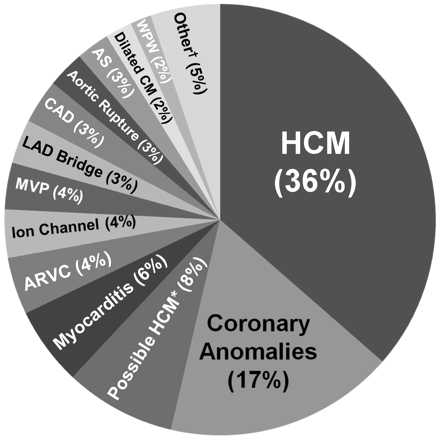 HCM
(36%)
Coronary
Anomalies
(17%)
Possible HCM* (8%)
Myocarditis (6%)
ARVC (4%)
Ion Channel (4%)
MVP (4%)
LAD Bridge (3%)
CAD (3%)
Aortic Rupture (3%)
AS (3%)
Dilated CM (2%)
WPW (2%)
Other† (5%)